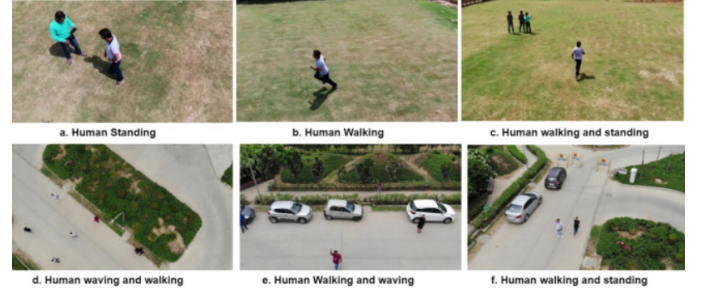 a. Human Standing
b. Human Walking
c. Human walking and standing
d. Human waving and walking
e. Human Walking and waving
f. Human walking and standing